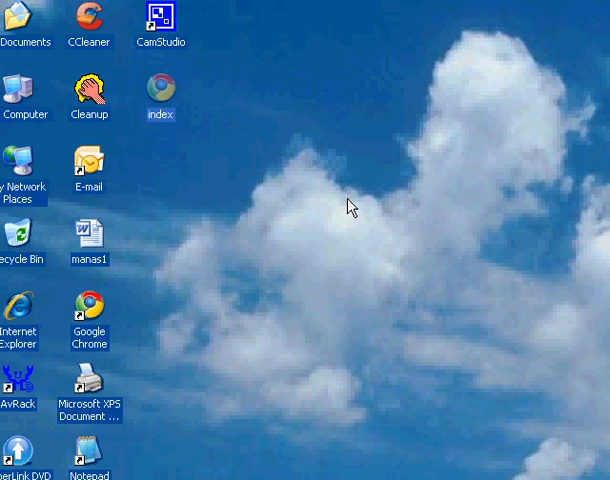 Documents
CCleaner
CamStudio
Computer
Cleanup
index
y Network
Places
E-mail
ecycle Bin
manas1
Internet
Explorer
Google
Chrome
AvRack
Microsoft XPS
Document ...
erLink DVD
Notepad